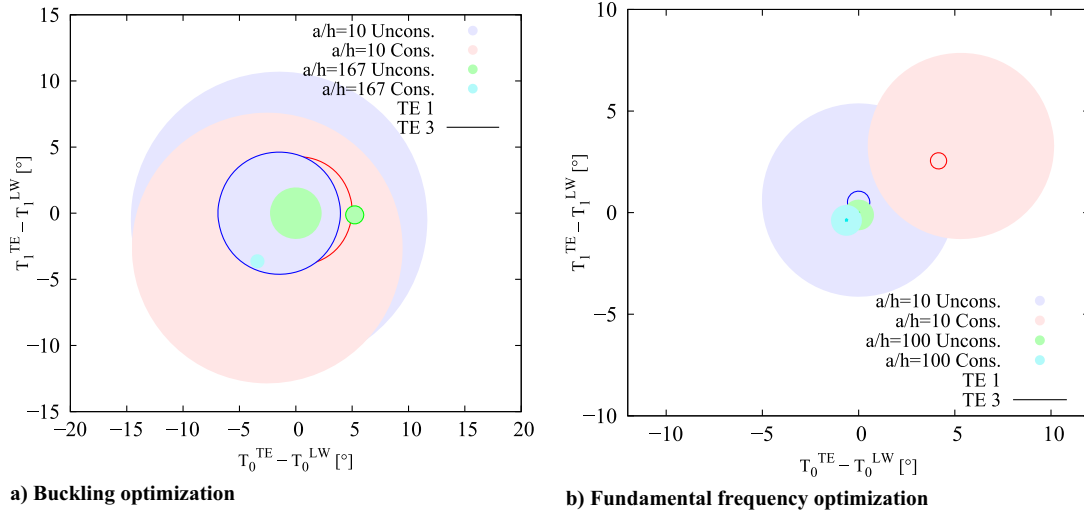 15
10
5
0
−5
−10
−15
−20
−15
−10
−5
0
5
10
15
20
T₁ᵀᴱ − T₁ᴸᵂ [°]
T₀ᵀᴱ − T₀ᴸᵂ [°]
a/h=10 Uncons.
a/h=10 Cons.
a/h=167 Uncons.
a/h=167 Cons.
TE 1
TE 3
a) Buckling optimization
10
5
0
−5
−10
−10
−5
0
5
10
T₁ᵀᴱ − T₁ᴸᵂ [°]
T₀ᵀᴱ − T₀ᴸᵂ [°]
a/h=10 Uncons.
a/h=10 Cons.
a/h=100 Uncons.
a/h=100 Cons.
TE 1
TE 3
b) Fundamental frequency optimization